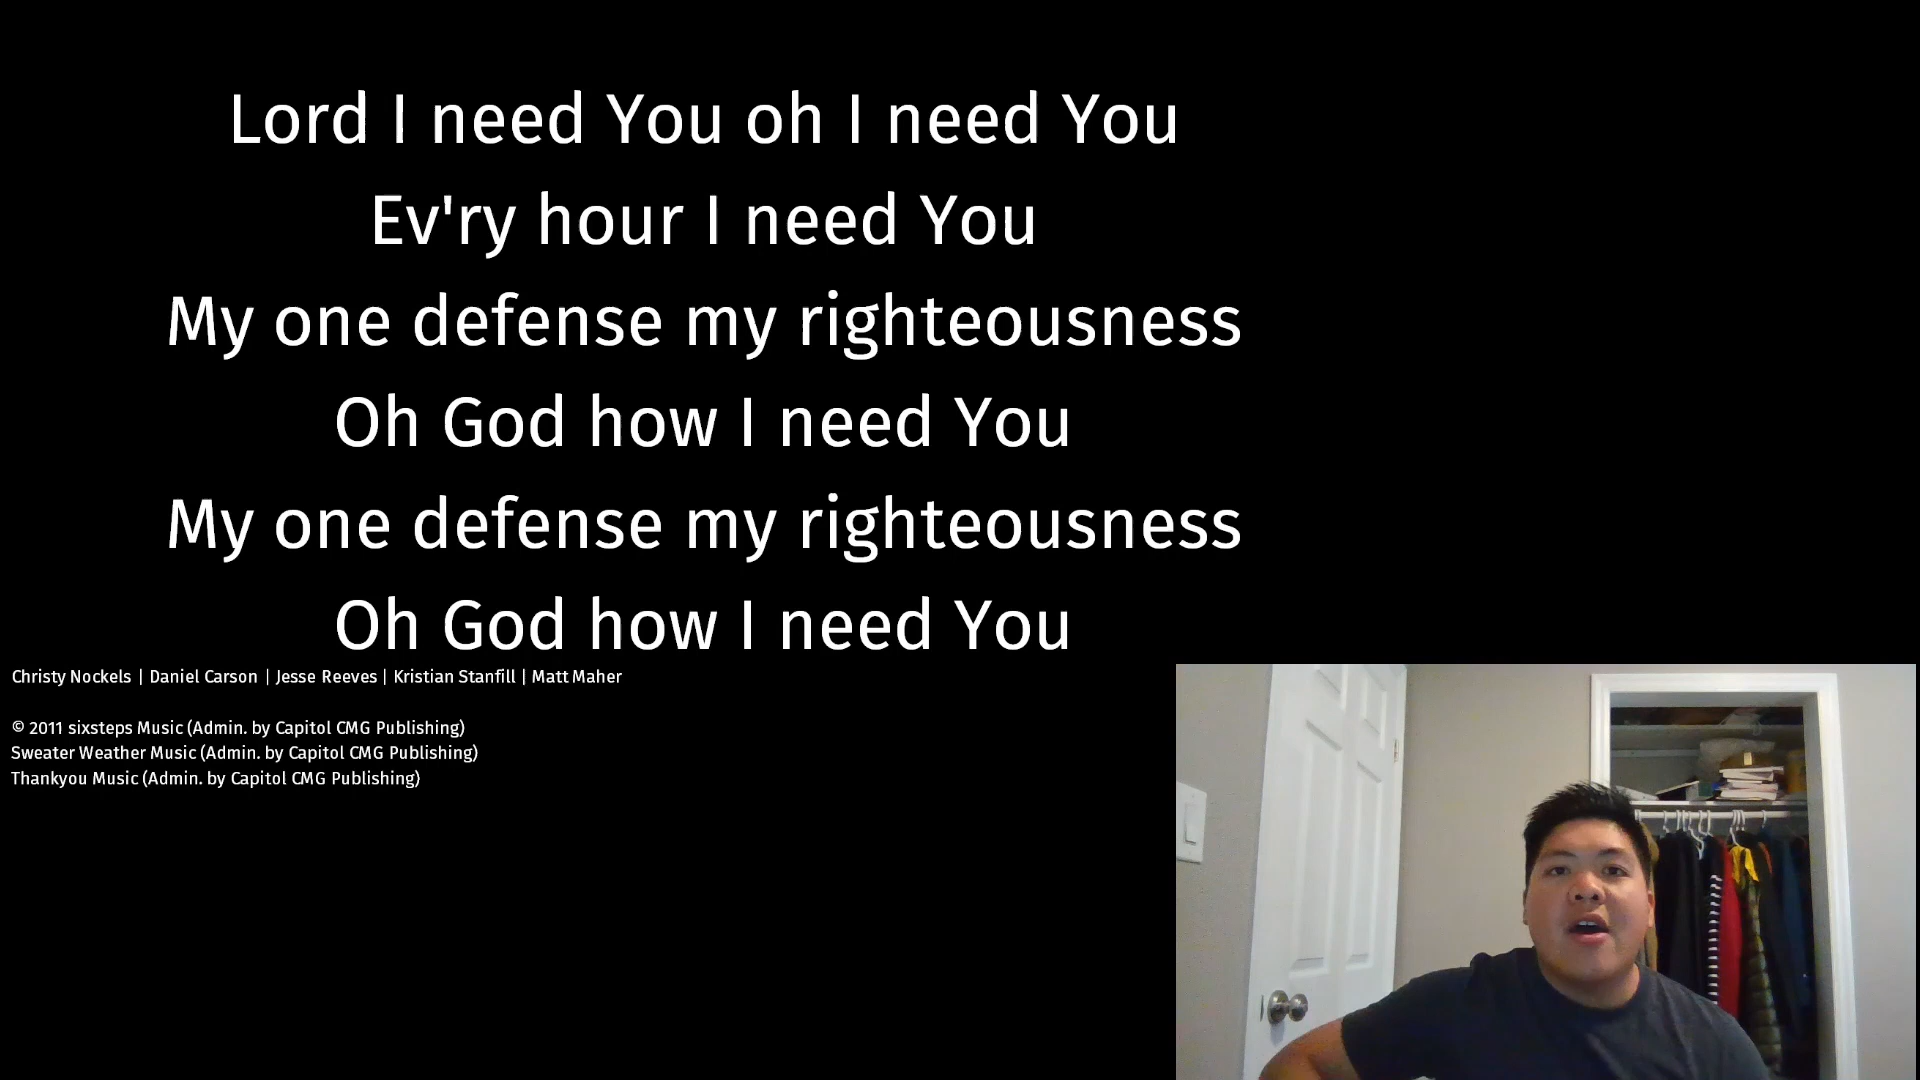 Lord I need You oh I need You
Ev'ry hour I need You
My one defense my righteousness
Oh God how I need You
My one defense my righteousness
Oh God how I need You
Christy Nockels | Daniel Carson | Jesse Reeves | Kristian Stanfill | Matt Maher
© 2011 sixsteps Music (Admin. by Capitol CMG Publishing)
Sweater Weather Music (Admin. by Capitol CMG Publishing)
Thankyou Music (Admin. by Capitol CMG Publishing)